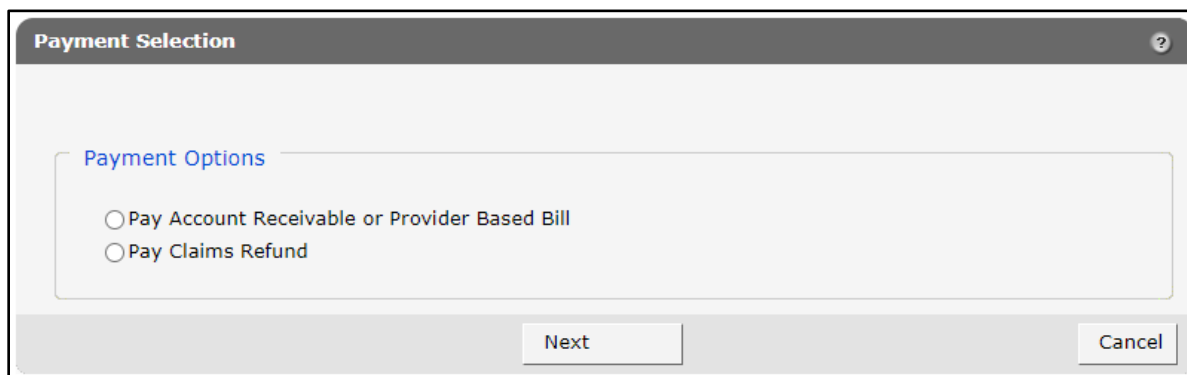 Payment Selection
?
Payment Options
Pay Account Receivable or Provider Based Bill
Pay Claims Refund
Next
Cancel